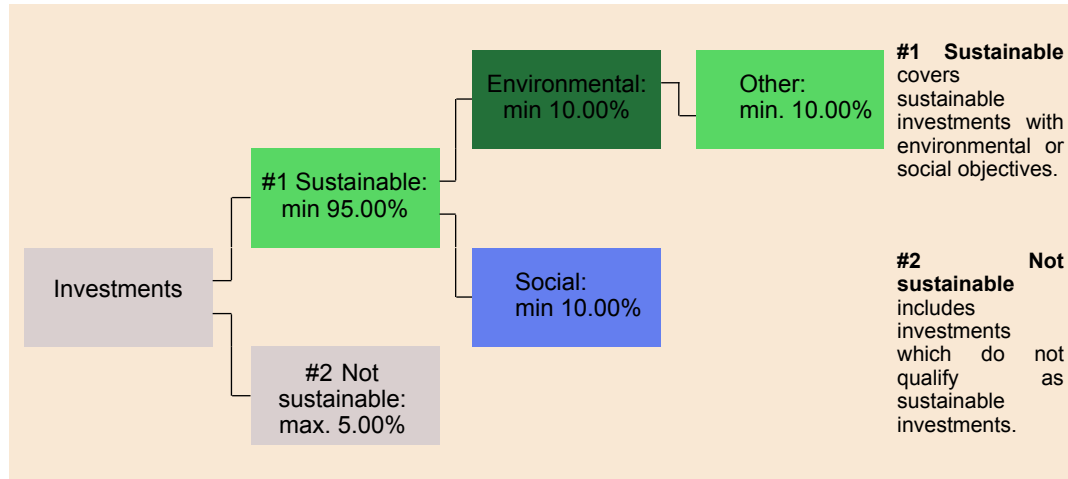 Investments
#1 Sustainable:
min 95.00%
#2 Not
sustainable:
max. 5.00%
Environmental:
min 10.00%
Social:
min 10.00%
Other:
min. 10.00%
#1 Sustainable
covers
sustainable
investments with
environmental or
social objectives.
#2 Not
sustainable
includes
investments
which do not
qualify as
sustainable
investments.